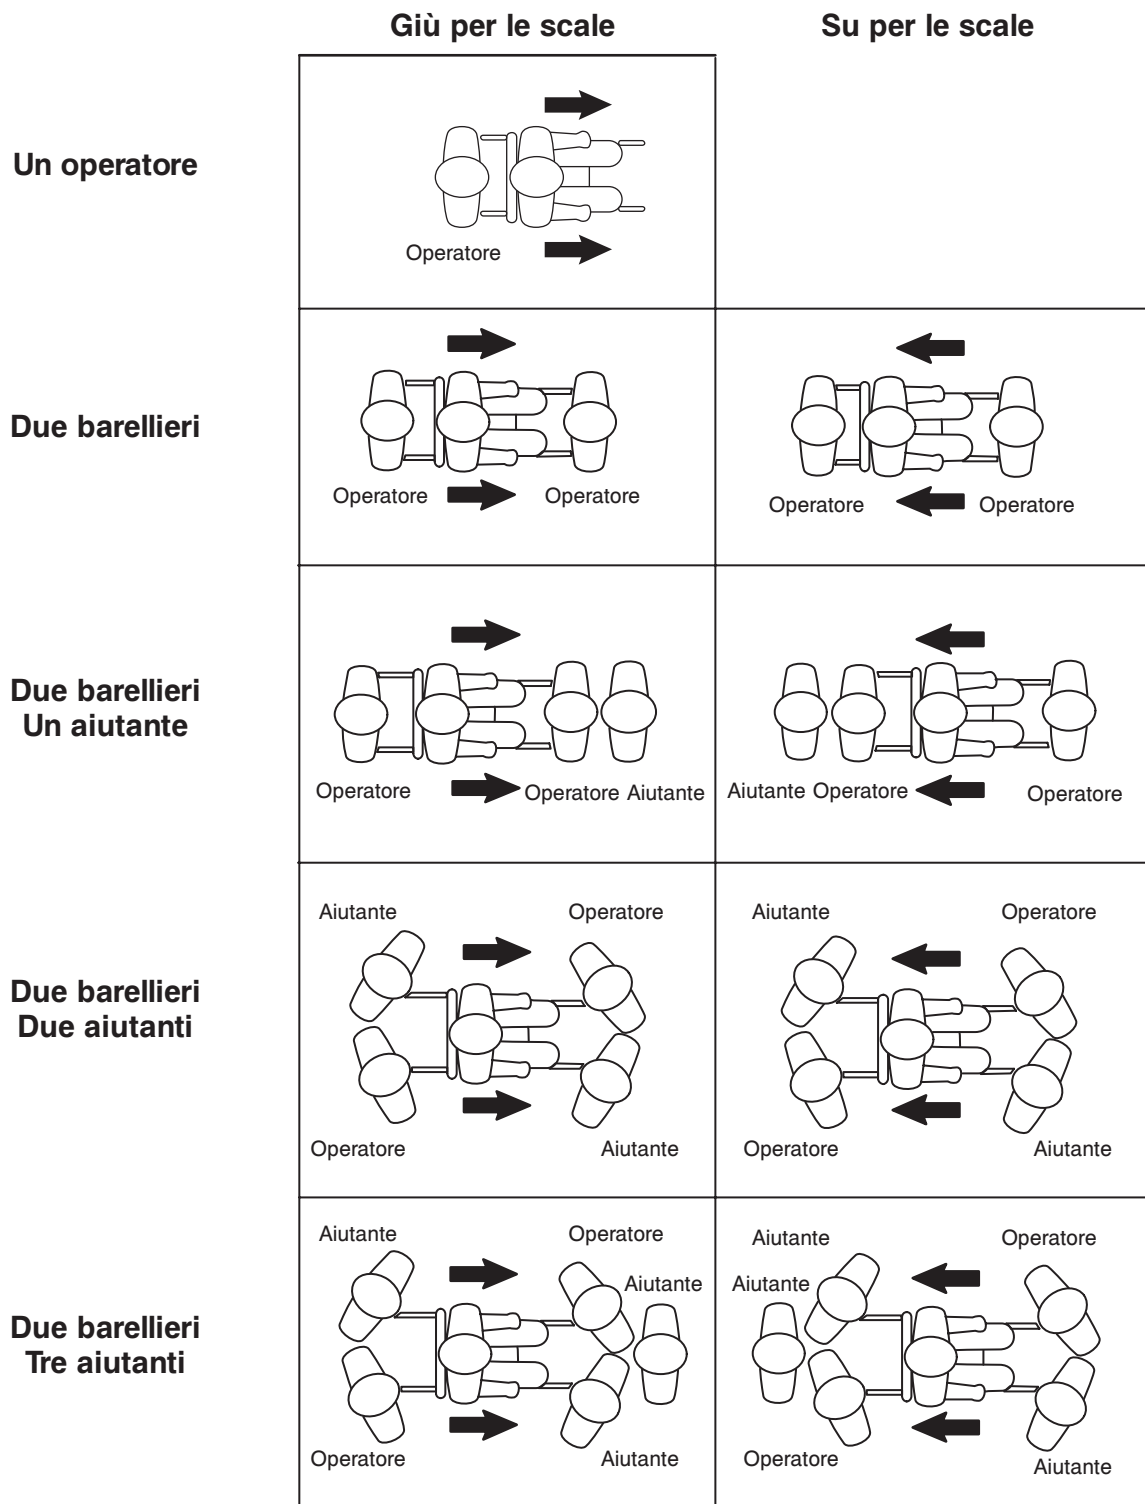 Giù per le scale
Su per le scale
Un operatore
Operatore
Due barellieri
Operatore
Operatore
Operatore
Operatore
Due barellieri
Un aiutante
Operatore
Operatore
Aiutante
Aiutante
Operatore
Operatore
Due barellieri
Due aiutanti
Aiutante
Operatore
Operatore
Aiutante
Aiutante
Operatore
Operatore
Aiutante
Due barellieri
Tre aiutanti
Aiutante
Operatore
Aiutante
Operatore
Aiutante
Aiutante
Operatore
Aiutante
Operatore
Aiutante